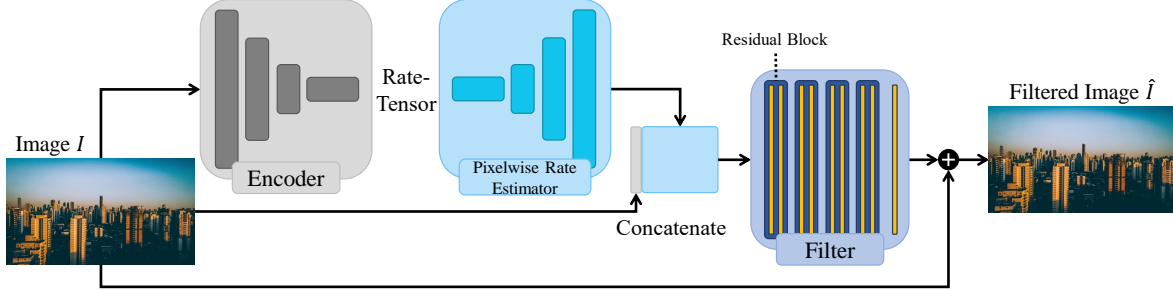 Image I
Encoder
Rate-
Tensor
Pixelwise Rate
Estimator
Concatenate
Residual Block
Filter
Filtered Image Î